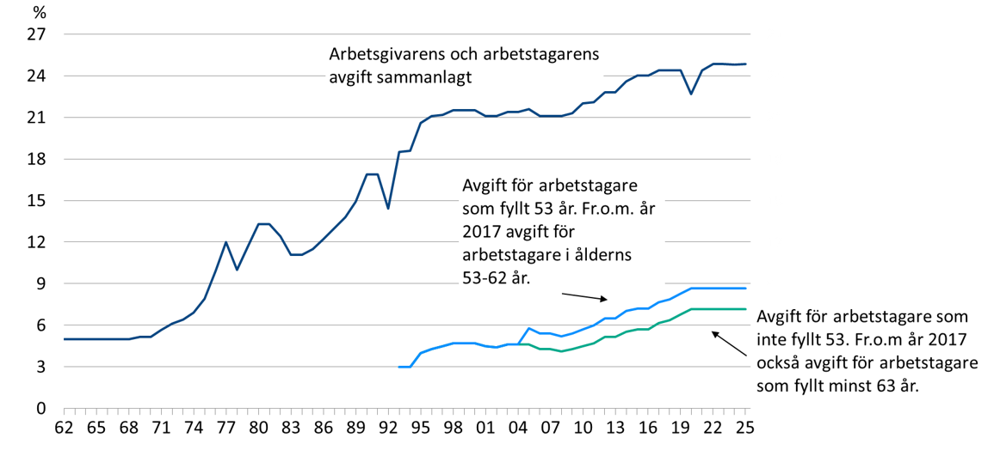 %
27
Arbetsgivarens och arbetstagarens
avgift sammanlagt
24
21
18
Avgift för arbetstagare
som fyllt 53 år. Fr.o.m. år
2017 avgift för
arbetstagare i ålderns
53-62 år.
15
12
9
Avgift för arbetstagare som
inte fyllt 53. Fr.o.m år 2017
också avgift för arbetstagare
som fyllt minst 63 år.
6
3
0
62 65 68 71 74 77 80 83 86 89 92 95 98 01 04 07 10 13 16 19 22 25